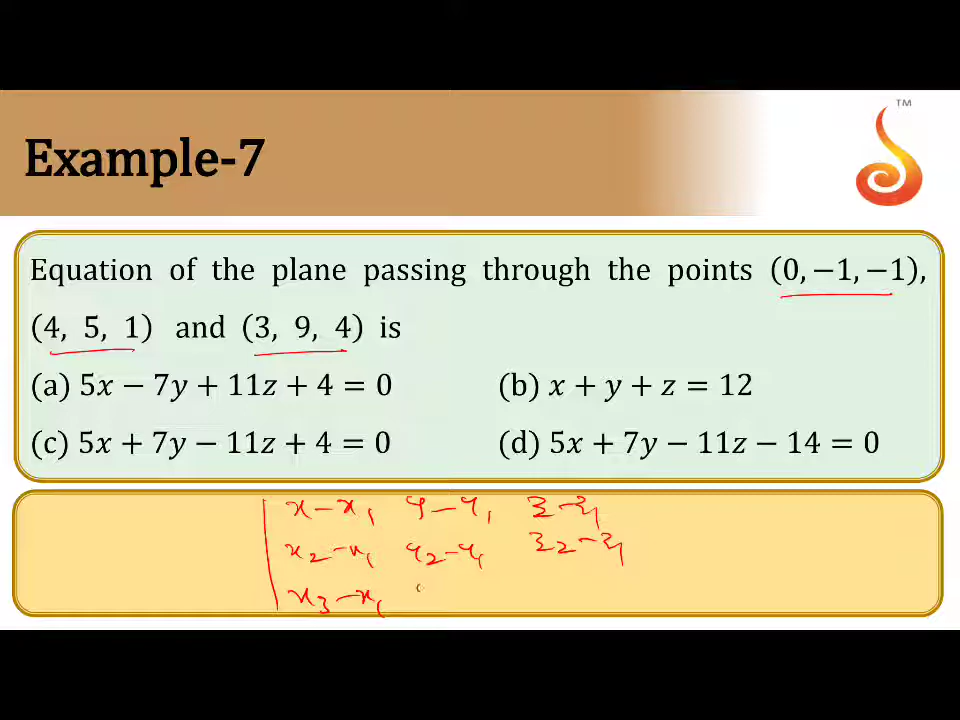 TM
Example-7
Equation of the plane passing through the points (0, −1, −1),
(4, 5, 1) and (3, 9, 4) is
(a) 5x − 7y + 11z + 4 = 0 (b) x + y + z = 12
(c) 5x + 7y − 11z + 4 = 0 (d) 5x + 7y − 11z − 14 = 0
x − x₁ y − y₁ z − z₁
x₂ − x₁ y₂ − y₁ z₂ − z₁
x₃ − x₁